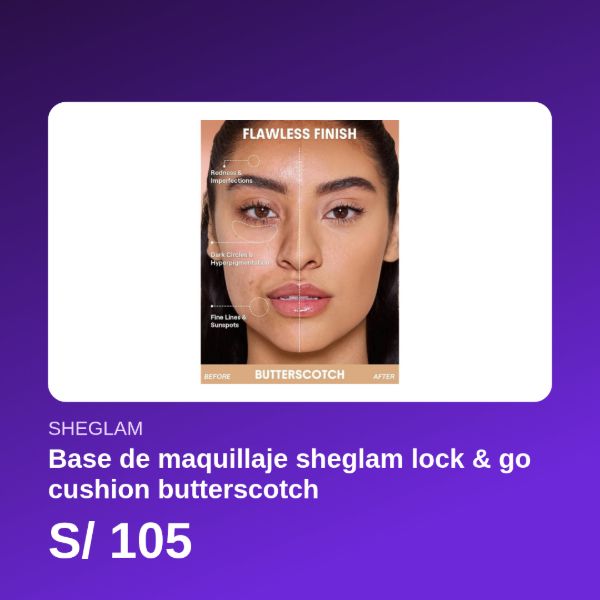 FLAWLESS FINISH
Redness &
Imperfections
Dark Circles &
Hyperpigmentation
Fine Lines &
Sunspots
BEFORE BUTTERSCOTCH AFTER
SHEGLAM
Base de maquillaje sheglam lock & go
cushion butterscotch
S/ 105